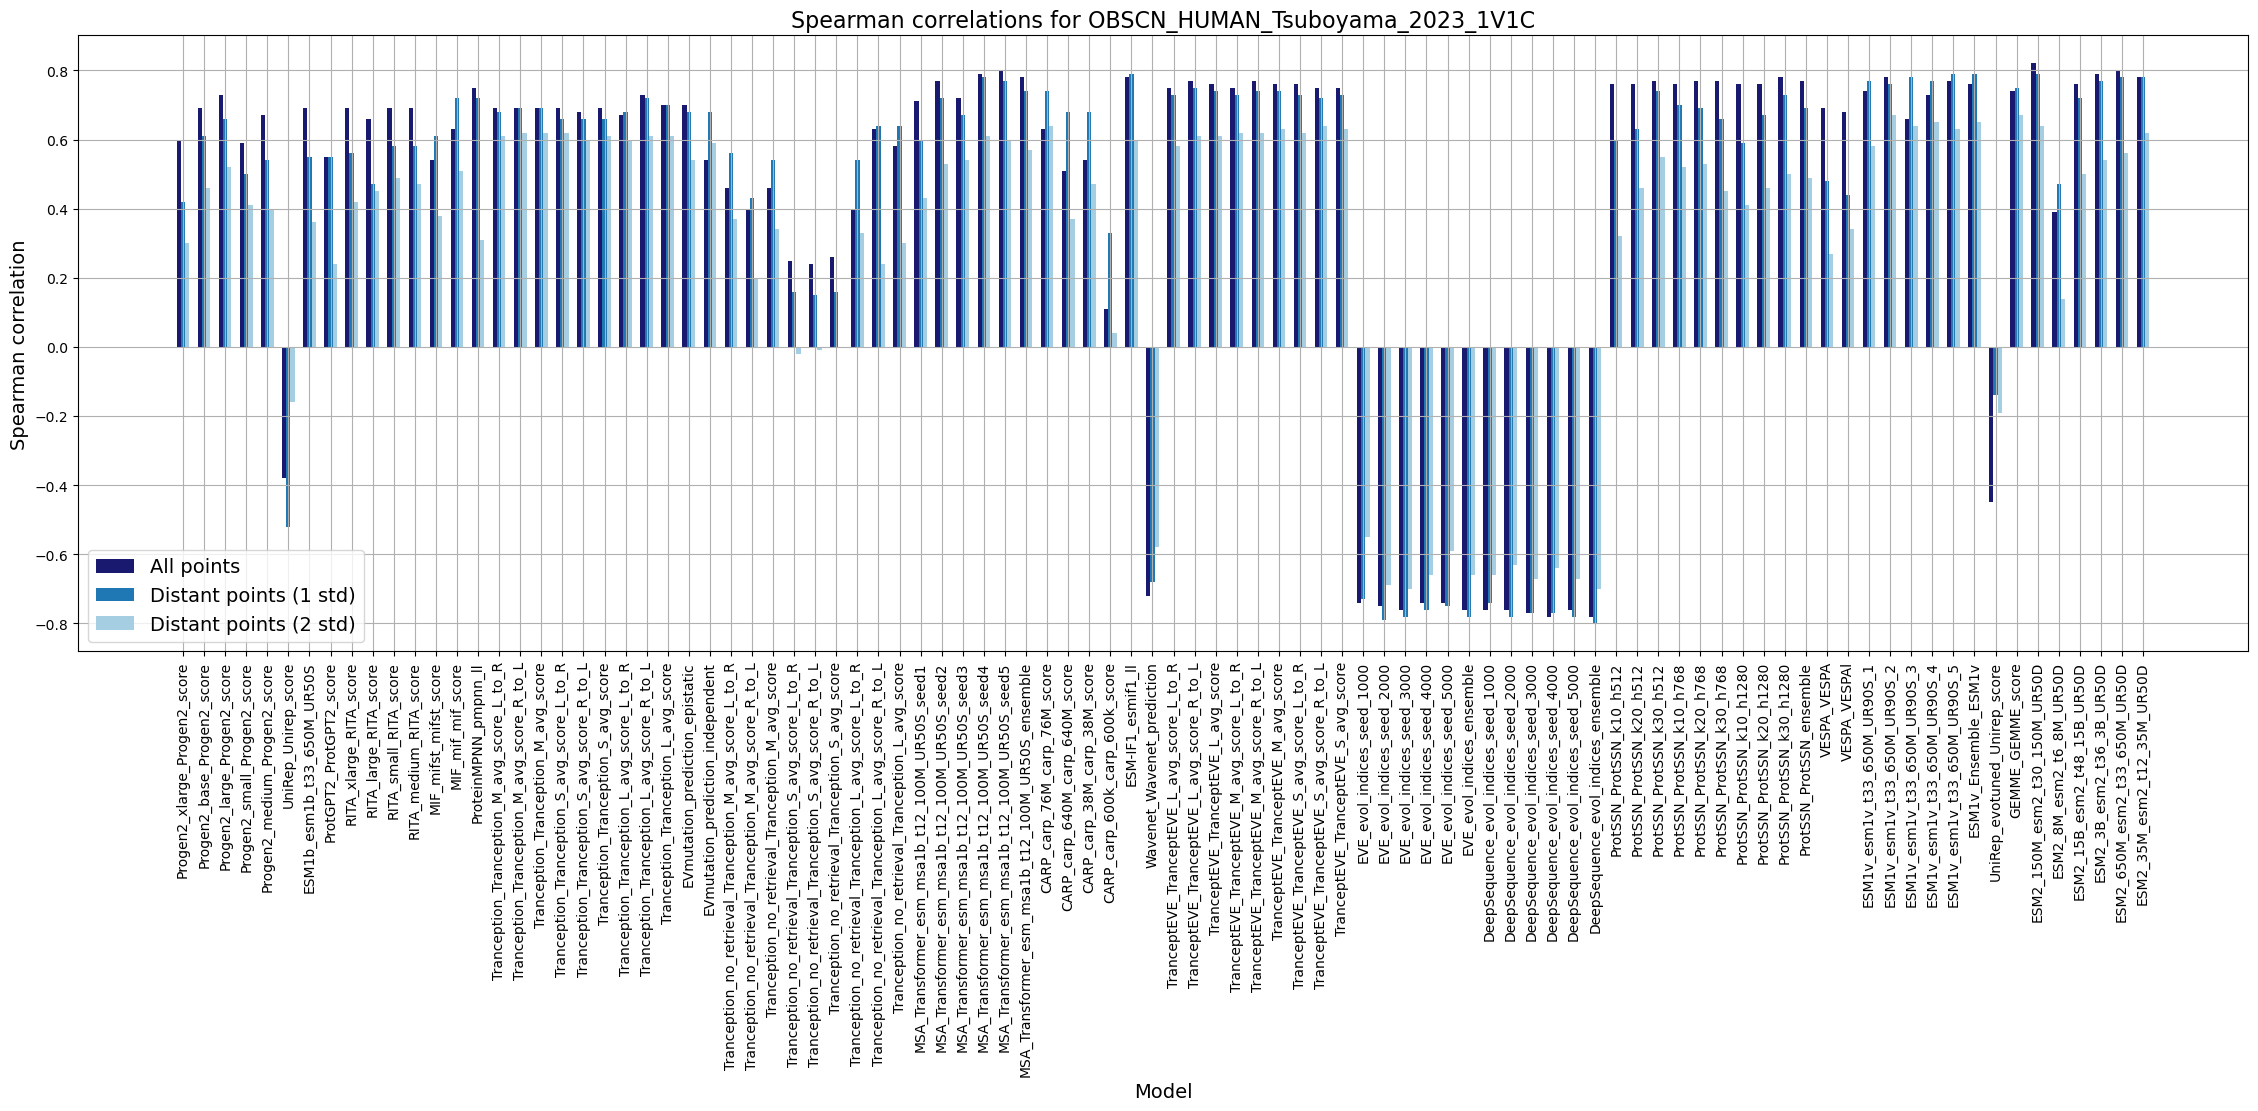 Spearman correlations for OBSCN_HUMAN_Tsuboyama_2023_1V1C
Spearman correlation
0.8
0.6
0.4
0.2
0.0
−0.2
−0.4
−0.6
−0.8
All points
Distant points (1 std)
Distant points (2 std)
Progen2_xlarge_Progen2_score
Progen2_base_Progen2_score
Progen2_large_Progen2_score
Progen2_small_Progen2_score
Progen2_medium_Progen2_score
UniRep_Unirep_score
ESM1b_esm1b_t33_650M_UR50S
ProtGPT2_ProtGPT2_score
RITA_xlarge_RITA_score
RITA_large_RITA_score
RITA_small_RITA_score
RITA_medium_RITA_score
MIF_mifst_mifst_score
MIF_mif_mif_score
ProteinMPNN_pmpnn_ll
Tranception_Tranception_M_avg_score_L_to_R
Tranception_Tranception_M_avg_score_R_to_L
Tranception_Tranception_M_avg_score
Tranception_Tranception_S_avg_score_L_to_R
Tranception_Tranception_S_avg_score_R_to_L
Tranception_Tranception_S_avg_score
Tranception_Tranception_L_avg_score_L_to_R
Tranception_Tranception_L_avg_score_R_to_L
Tranception_Tranception_L_avg_score
EVmutation_prediction_epistatic
EVmutation_prediction_independent
Tranception_no_retrieval_Tranception_M_avg_score_L_to_R
Tranception_no_retrieval_Tranception_M_avg_score_R_to_L
Tranception_no_retrieval_Tranception_M_avg_score
Tranception_no_retrieval_Tranception_S_avg_score_L_to_R
Tranception_no_retrieval_Tranception_S_avg_score_R_to_L
Tranception_no_retrieval_Tranception_S_avg_score
Tranception_no_retrieval_Tranception_L_avg_score_L_to_R
Tranception_no_retrieval_Tranception_L_avg_score_R_to_L
Tranception_no_retrieval_Tranception_L_avg_score
MSA_Transformer_esm_msa1b_t12_100M_UR50S_seed1
MSA_Transformer_esm_msa1b_t12_100M_UR50S_seed2
MSA_Transformer_esm_msa1b_t12_100M_UR50S_seed3
MSA_Transformer_esm_msa1b_t12_100M_UR50S_seed4
MSA_Transformer_esm_msa1b_t12_100M_UR50S_seed5
MSA_Transformer_esm_msa1b_t12_100M_UR50S_ensemble
CARP_carp_76M_carp_76M_score
CARP_carp_640M_carp_640M_score
CARP_carp_38M_carp_38M_score
CARP_carp_600k_carp_600k_score
ESM-IF1_esmif1_ll
Wavenet_Wavenet_prediction
TranceptEVE_TranceptEVE_L_avg_score_L_to_R
TranceptEVE_TranceptEVE_L_avg_score_R_to_L
TranceptEVE_TranceptEVE_L_avg_score
TranceptEVE_TranceptEVE_M_avg_score_L_to_R
TranceptEVE_TranceptEVE_M_avg_score_R_to_L
TranceptEVE_TranceptEVE_M_avg_score
TranceptEVE_TranceptEVE_S_avg_score_L_to_R
TranceptEVE_TranceptEVE_S_avg_score_R_to_L
TranceptEVE_TranceptEVE_S_avg_score
EVE_evol_indices_seed_1000
EVE_evol_indices_seed_2000
EVE_evol_indices_seed_3000
EVE_evol_indices_seed_4000
EVE_evol_indices_seed_5000
EVE_evol_indices_ensemble
DeepSequence_evol_indices_seed_1000
DeepSequence_evol_indices_seed_2000
DeepSequence_evol_indices_seed_3000
DeepSequence_evol_indices_seed_4000
DeepSequence_evol_indices_seed_5000
DeepSequence_evol_indices_ensemble
ProtSSN_ProtSSN_k10_h512
ProtSSN_ProtSSN_k20_h512
ProtSSN_ProtSSN_k30_h512
ProtSSN_ProtSSN_k10_h768
ProtSSN_ProtSSN_k20_h768
ProtSSN_ProtSSN_k30_h768
ProtSSN_ProtSSN_k10_h1280
ProtSSN_ProtSSN_k20_h1280
ProtSSN_ProtSSN_k30_h1280
ProtSSN_ProtSSN_ensemble
VESPA_VESPA
VESPA_VESPAl
ESM1v_esm1v_t33_650M_UR90S_1
ESM1v_esm1v_t33_650M_UR90S_2
ESM1v_esm1v_t33_650M_UR90S_3
ESM1v_esm1v_t33_650M_UR90S_4
ESM1v_esm1v_t33_650M_UR90S_5
ESM1v_Ensemble_ESM1v
UniRep_evotuned_Unirep_score
GEMME_GEMME_score
ESM2_150M_esm2_t30_150M_UR50D
ESM2_8M_esm2_t6_8M_UR50D
ESM2_15B_esm2_t48_15B_UR50D
ESM2_3B_esm2_t36_3B_UR50D
ESM2_650M_esm2_t33_650M_UR50D
ESM2_35M_esm2_t12_35M_UR50D
Model